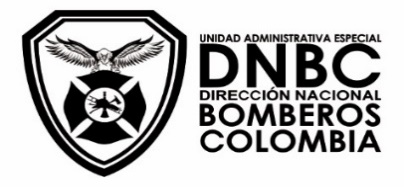 UNIDAD ADMINISTRATIVA ESPECIAL
DNBC
DIRECCIÓN NACIONAL
BOMBEROS
COLOMBIA